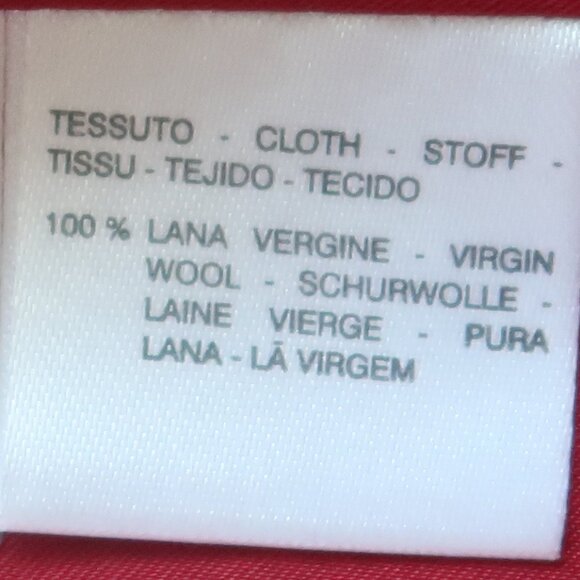 TESSUTO - CLOTH - STOFF -
TISSU - TEJIDO - TECIDO
100 % LANA VERGINE - VIRGIN
WOOL - SCHURWOLLE -
LAINE VIERGE - PURA
LANA - LÃ VIRGEM